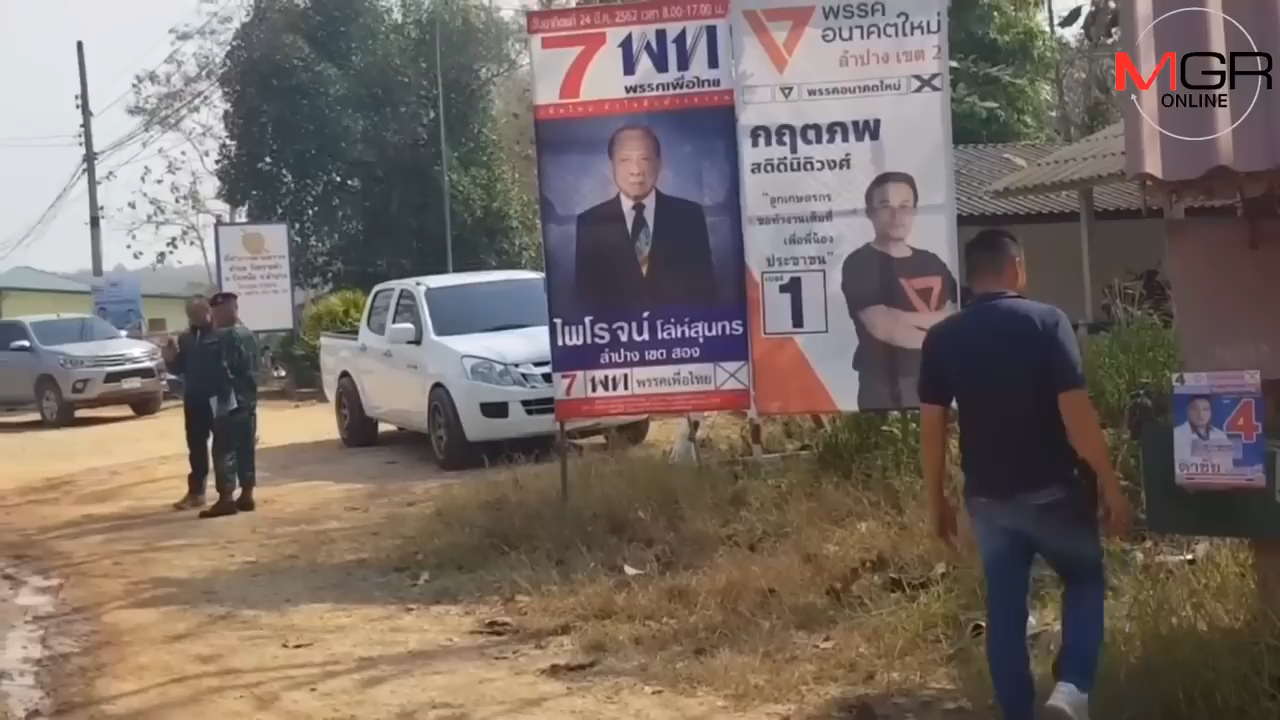 วันอาทิตย์ที่ 24 มี.ค. 2562 เวลา 8.00-17.00 น.
7 พท
พรรคเพื่อไทย
ไพโรจน์ โล่ห์สุนทร
ลำปาง เขต สอง
7 พท พรรคเพื่อไทย
พรรค
อนาคตใหม่
ลำปาง เขต 2
พรรคอนาคตใหม่
กฤตภพ
สถิดีนิติวงศ์
"ลูกเกษตรกร
ขอทำงานเต็มที่
เพื่อพี่น้อง
ประชาชน"
เบอร์
1
MGR
ONLINE
4
4
ดาชัย